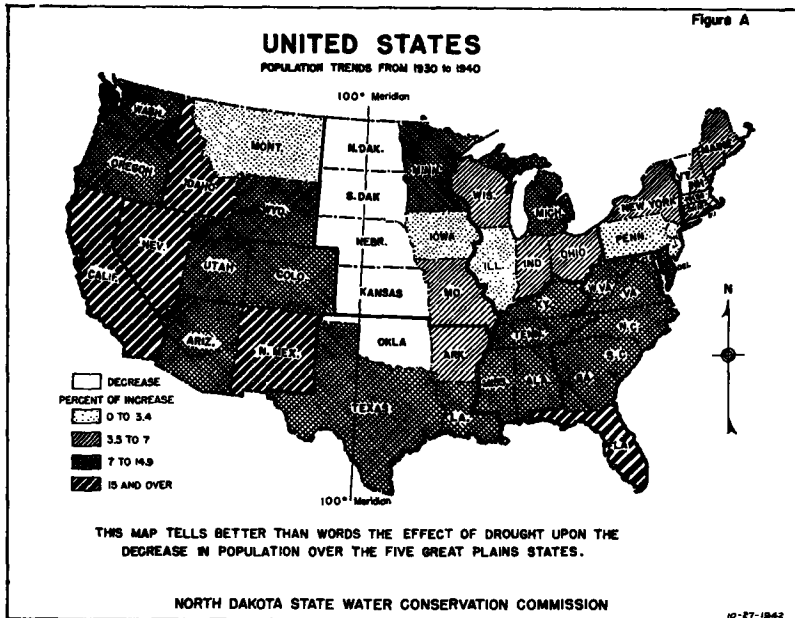 Figure A
UNITED STATES
POPULATION TRENDS FROM 1930 to 1940
100° Meridian
WASH.
OREGON
IDAHO
MONT.
N.DAK.
S.DAK
MINN.
WIS.
MICH.
NEW YORK
MAINE
NEV.
CALIF.
WYO.
UTAH
COLO.
NEBR.
KANSAS
IOWA
ILL.
IND
OHIO
PENN.
DEL
W.VA
VA.
KY.
MO.
ARIZ.
N. MEX.
OKLA
ARK.
TENN.
N.C.
S.C.
TEXAS
LA.
MISS.
ALA.
GA.
FLA.
N
DECREASE
PERCENT OF INCREASE
0 TO 3.4
3.5 TO 7
7 TO 14.9
15 AND OVER
100° Meridian
THIS MAP TELLS BETTER THAN WORDS THE EFFECT OF DROUGHT UPON THE
DECREASE IN POPULATION OVER THE FIVE GREAT PLAINS STATES.
NORTH DAKOTA STATE WATER CONSERVATION COMMISSION
10-27-1942